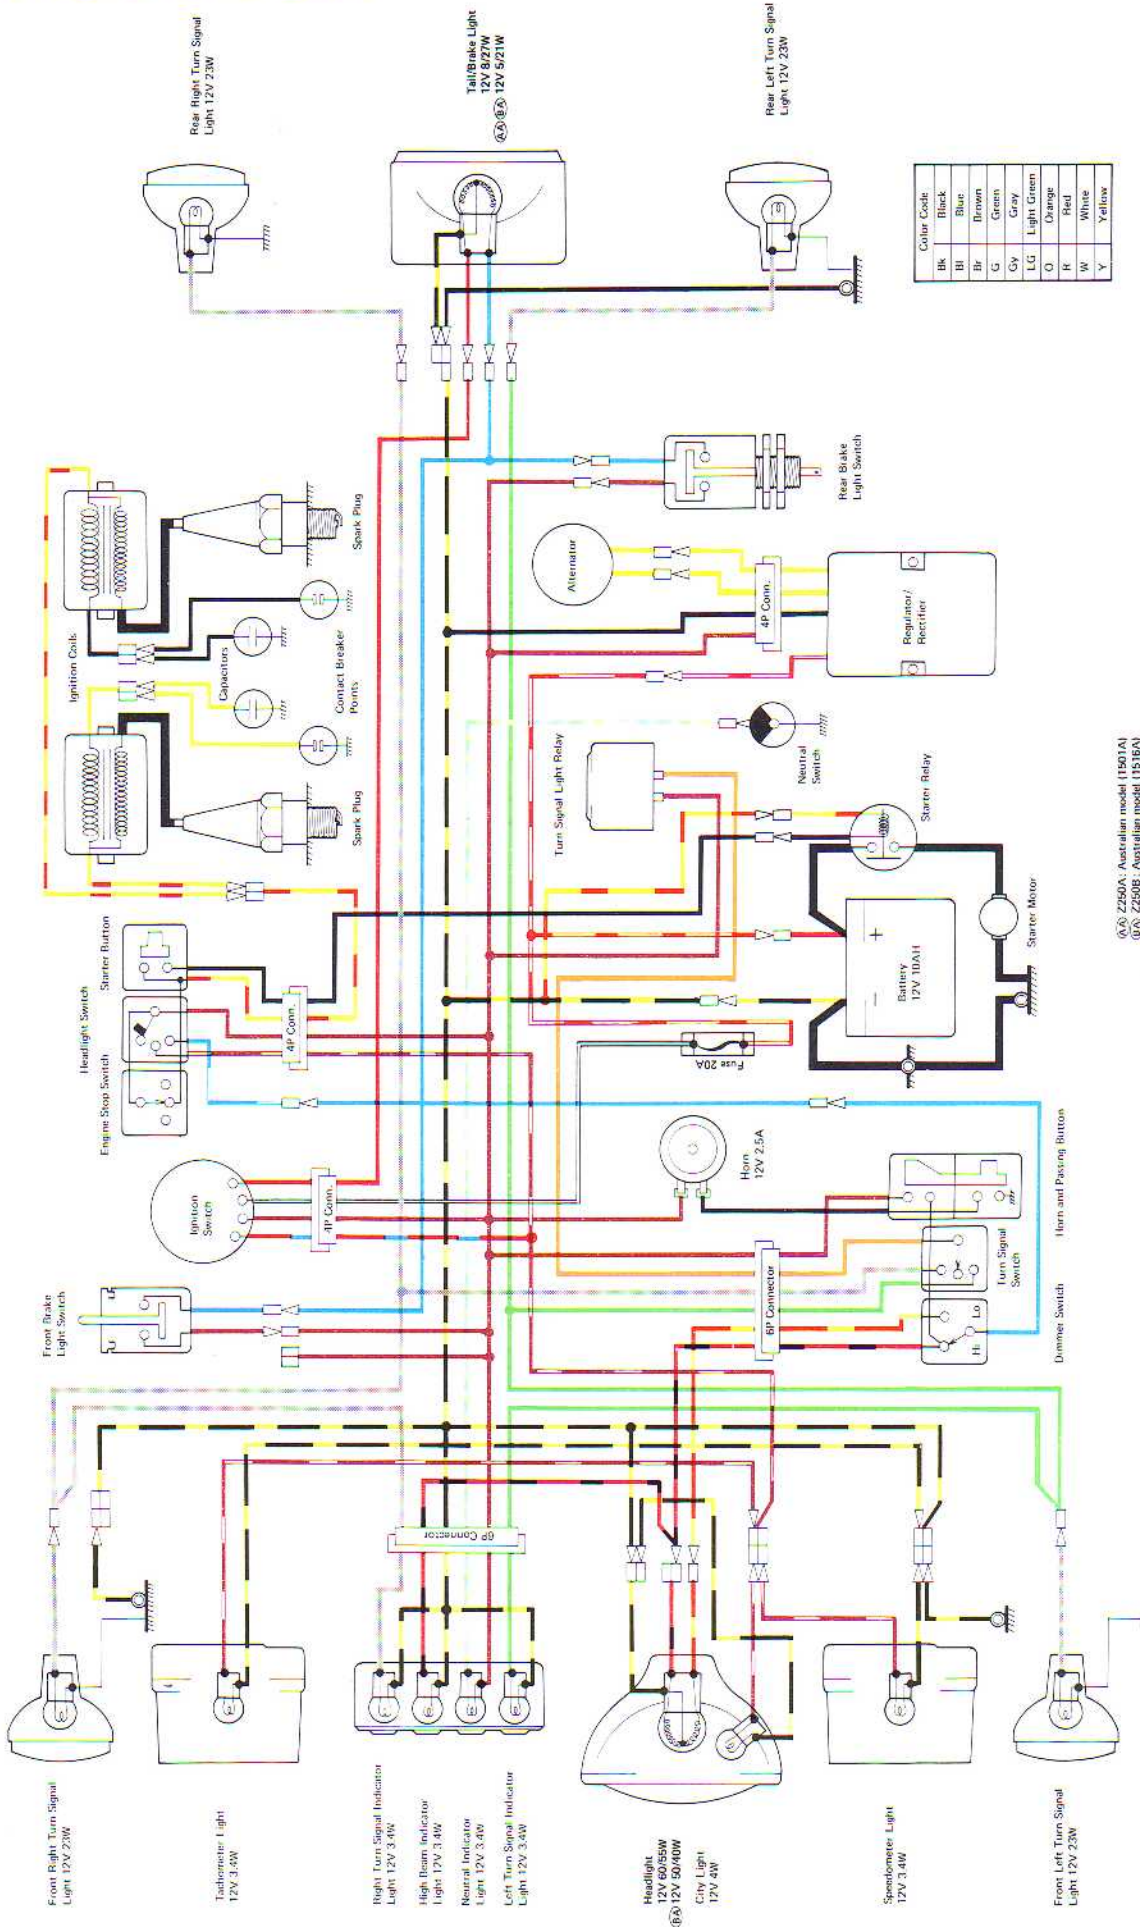 Rear Right Turn Signal
Light 12V 23W
Tail/Brake Light
12V 8/27W
AA BA 12V 5/21W
Rear Left Turn Signal
Light 12V 23W
Color Code
Bk Black
Bl Blue
Br Brown
G Green
Gy Gray
LG Light Green
O Orange
R Red
W White
Y Yellow
Ignition Coils
Spark Plug
Capacitors
Contact Breaker
Points
Spark Plug
Rear Brake
Light Switch
Alternator
4P Conn.
Regulator/
Rectifier
Turn Signal Light Relay
Neutral
Switch
Starter Relay
Starter Motor
Battery
12V 10AH
+
−
Fuse 20A
Starter Button
Headlight Switch
Engine Stop Switch
4P Conn.
Ignition
Switch
4P Conn.
Horn
12V 2.5A
Horn and Passing Button
Turn Signal
Switch
Dimmer Switch
Hi
Lo
6P Connector
Front Brake
Light Switch
6P Connector
Front Right Turn Signal
Light 12V 23W
Tachometer Light
12V 3.4W
Right Turn Signal Indicator
Light 12V 3.4W
High Beam Indicator
Light 12V 3.4W
Neutral Indicator
Light 12V 3.4W
Left Turn Signal Indicator
Light 12V 3.4W
Headlight
12V 60/55W
BA 12V 50/40W
City Light
12V 4W
Speedometer Light
12V 3.4W
Front Left Turn Signal
Light 12V 23W
AA Z250A: Australian model (1501A)
BA Z250B: Australian model (1516A)